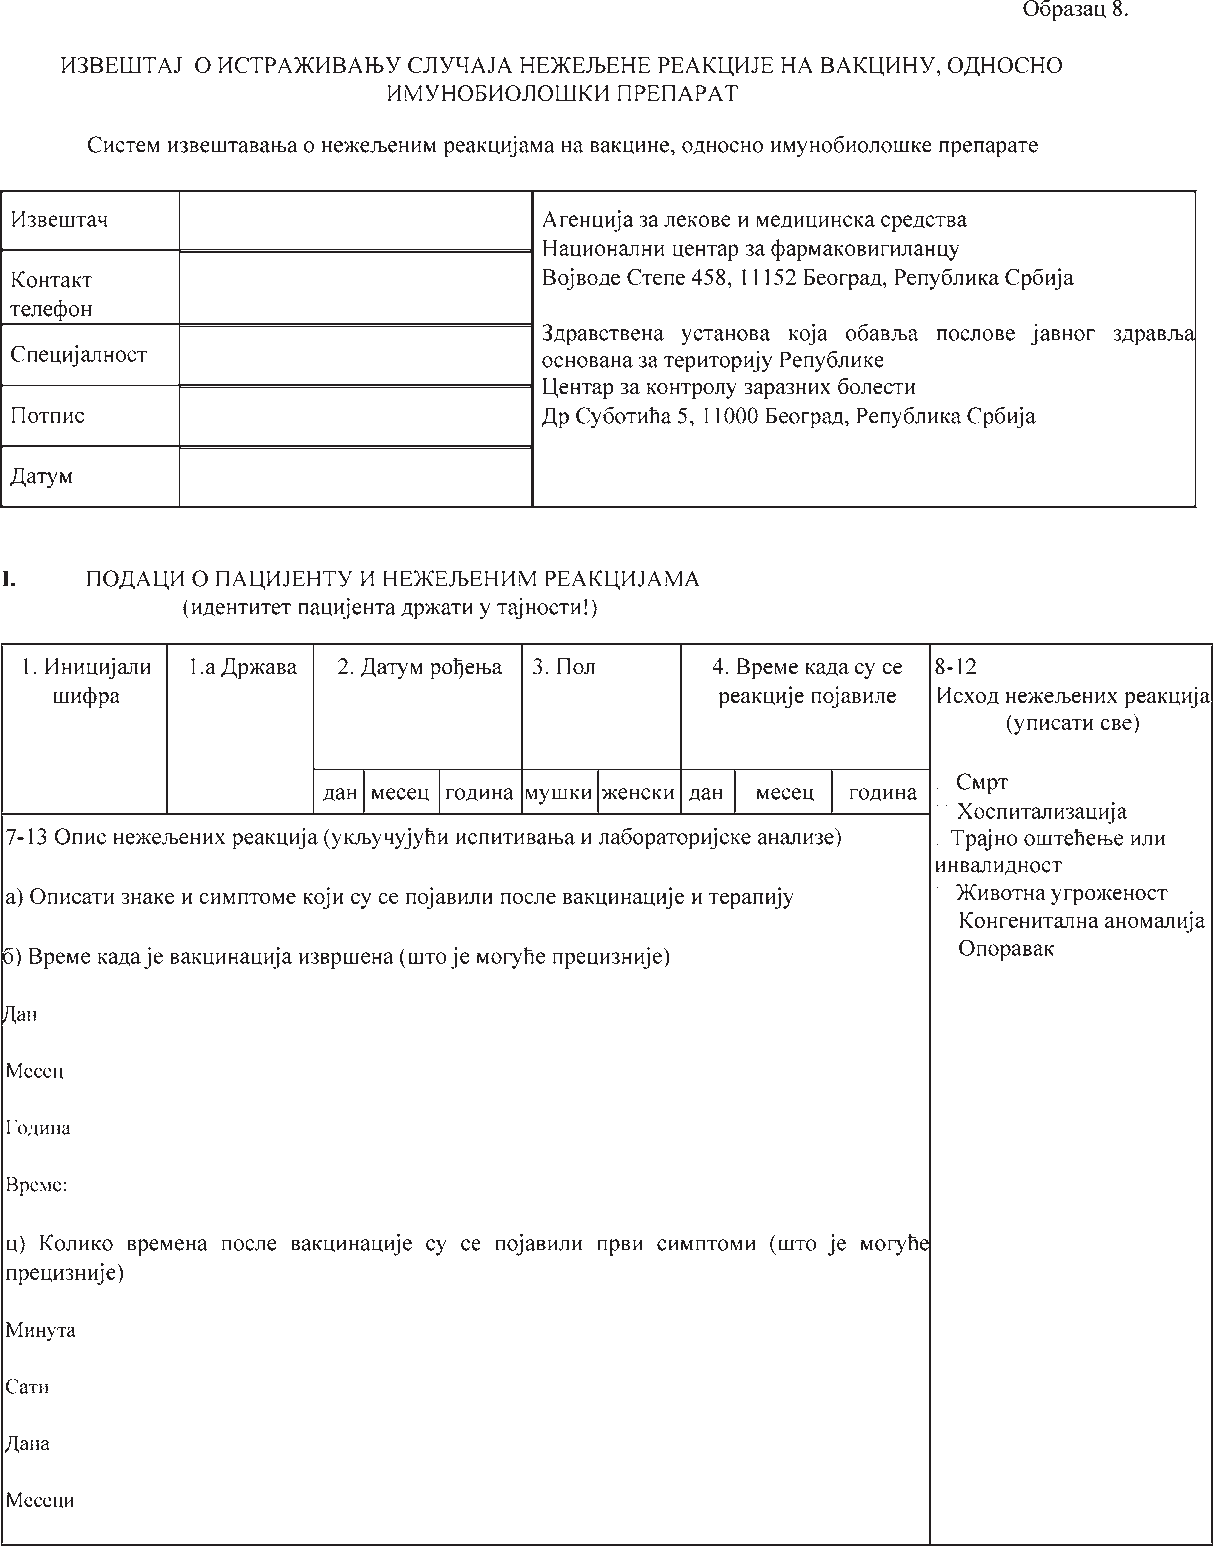 Образац 8.
ИЗВЕШТАЈ О ИСТРАЖИВАЊУ СЛУЧАЈА НЕЖЕЉЕНЕ РЕАКЦИЈЕ НА ВАКЦИНУ, ОДНОСНО
ИМУНОБИОЛОШКИ ПРЕПАРАТ
Систем извештавања о нежељеним реакцијама на вакцине, односно имунобиолошке препарате
Извештач
Контакт
телефон
Специјалност
Потпис
Датум
Агенција за лекове и медицинска средства
Национални центар за фармаковигиланцу
Војводе Степе 458, 11152 Београд, Република Србија
Здравствена установа која обавља послове јавног здравља
основана за територију Републике
Центар за контролу заразних болести
Др Суботића 5, 11000 Београд, Република Србија
I. ПОДАЦИ О ПАЦИЈЕНТУ И НЕЖЕЉЕНИМ РЕАКЦИЈАМА
(идентитет пацијента држати у тајности!)
1. Иницијали
шифра
1.а Држава
2. Датум рођења
3. Пол
4. Време када су се
реакције појавиле
дан месец година мушки женски дан месец година
8-12
Исход нежељених реакција
(уписати све)
Смрт
Хоспитализација
Трајно оштећење или
инвалидност
Животна угроженост
Конгенитална аномалија
Опоравак
7-13 Опис нежељених реакција (укључујући испитивања и лабораторијске анализе)
а) Описати знаке и симптоме који су се појавили после вакцинације и терапију
б) Време када је вакцинација извршена (што је могуће прецизније)
Дан
Месец
Година
Време:
ц) Колико времена после вакцинације су се појавили први симптоми (што је могуће
прецизније)
Минута
Сати
Дана
Месеци